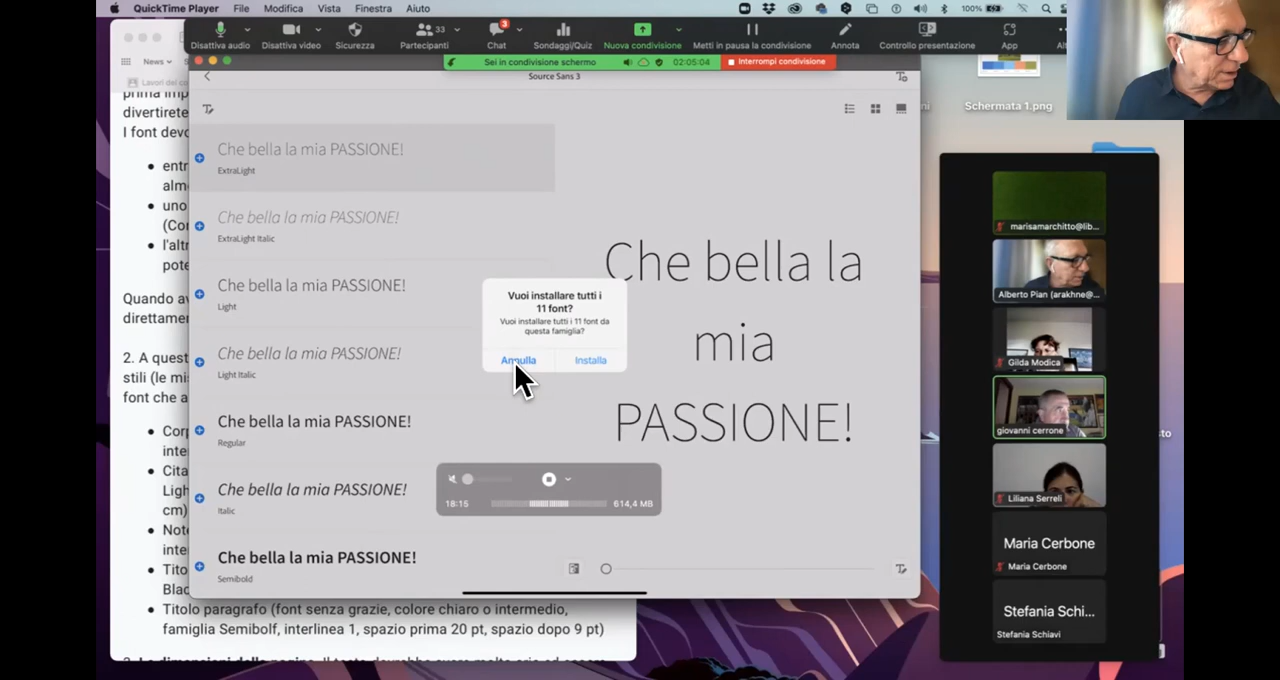 QuickTime Player File Modifica Vista Finestra Aiuto
100%
Disattiva audio
Disattiva video
Sicurezza
33
Partecipanti
3
Chat
Sondaggi/Quiz
Nuova condivisione
Metti in pausa la condivisione
Annota
Controllo presentazione
App
Sei in condivisione schermo
02:05:04
Interrompi condivisione
News
Source Sans 3
Schermata 1.png
prima imp
divertirete
I font devo
entr
alme
uno
(Cor
l'altr
pote
Quando av
direttamen
2. A quest
stili (le mis
font che a
Corp
inte
Cita
Ligh
cm)
Note
inte
Tito
Blac
Titolo paragrafo (font senza grazie, colore chiaro o intermedio,
famiglia Semibolf, interlinea 1, spazio prima 20 pt, spazio dopo 9 pt)
Che bella la mia PASSIONE!
ExtraLight
Che bella la mia PASSIONE!
ExtraLight Italic
Che bella la mia PASSIONE!
Light
Che bella la mia PASSIONE!
Light Italic
Che bella la mia PASSIONE!
Regular
Che bella la mia PASSIONE!
Italic
Che bella la mia PASSIONE!
Semibold
Che bella la
mia
PASSIONE!
Vuoi installare tutti i
11 font?
Vuoi installare tutti i 11 font da
questa famiglia?
Annulla
Installa
18:15
614,4 MB
marisamarchitto@lib...
Alberto Pian (arakhne@...
Gilda Modica
giovanni cerrone
Liliana Serreli
Maria Cerbone
Maria Cerbone
Stefania Schi...
Stefania Schiavi